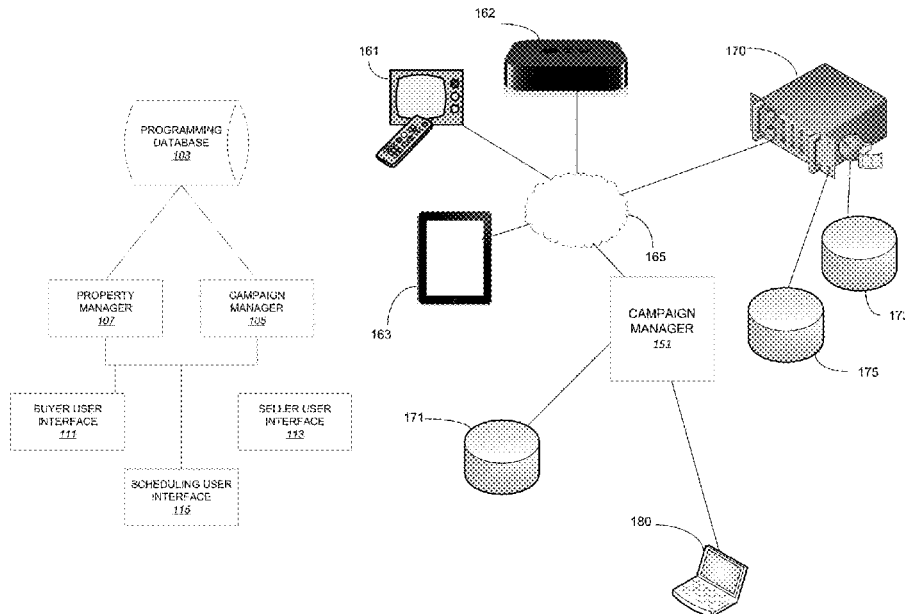 PROGRAMMING
DATABASE
103
PROPERTY
MANAGER
107
CAMPAIGN
MANAGER
105
BUYER USER
INTERFACE
111
SELLER USER
INTERFACE
113
SCHEDULING USER
INTERFACE
115
161
162
170
163
165
CAMPAIGN
MANAGER
151
175
171
180